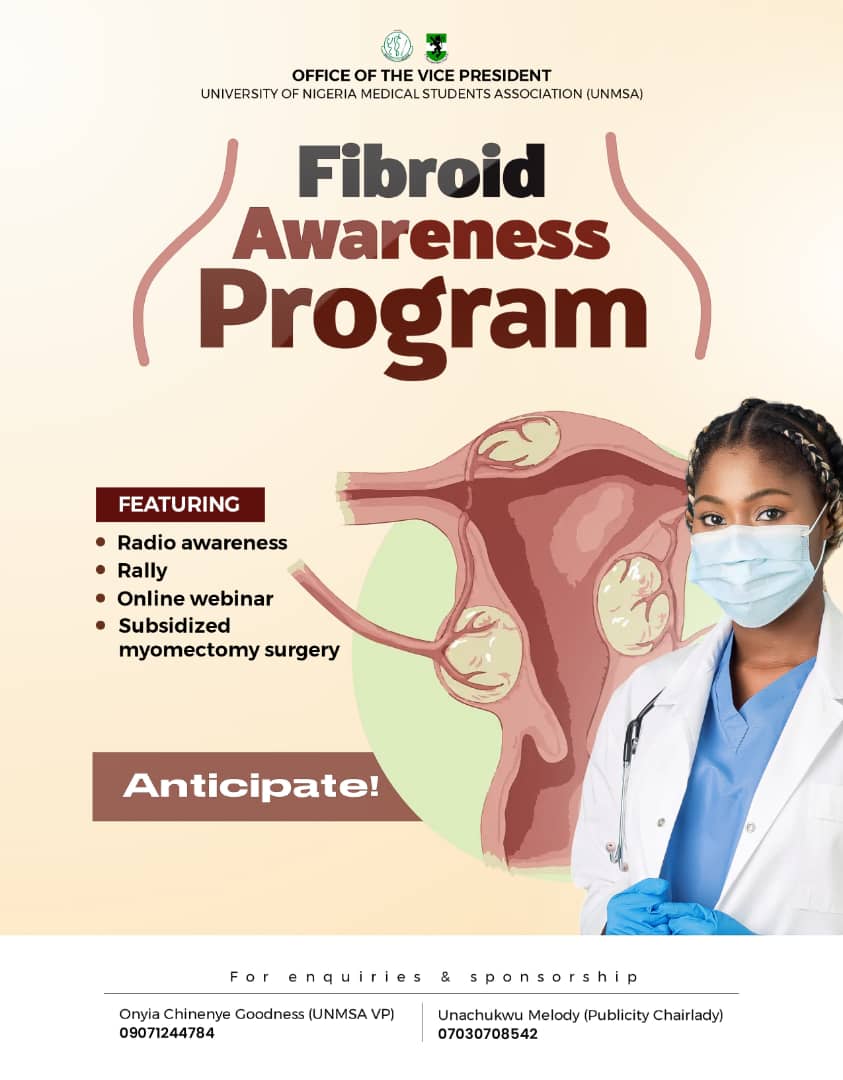 OFFICE OF THE VICE PRESIDENT
UNIVERSITY OF NIGERIA MEDICAL STUDENTS ASSOCIATION (UNMSA)
Fibroid
Awareness
Program
FEATURING
• Radio awareness
• Rally
• Online webinar
• Subsidized
myomectomy surgery
Anticipate!
For enquiries & sponsorship
Onyia Chinenye Goodness (UNMSA VP)
09071244784
Unachukwu Melody (Publicity Chairlady)
07030708542